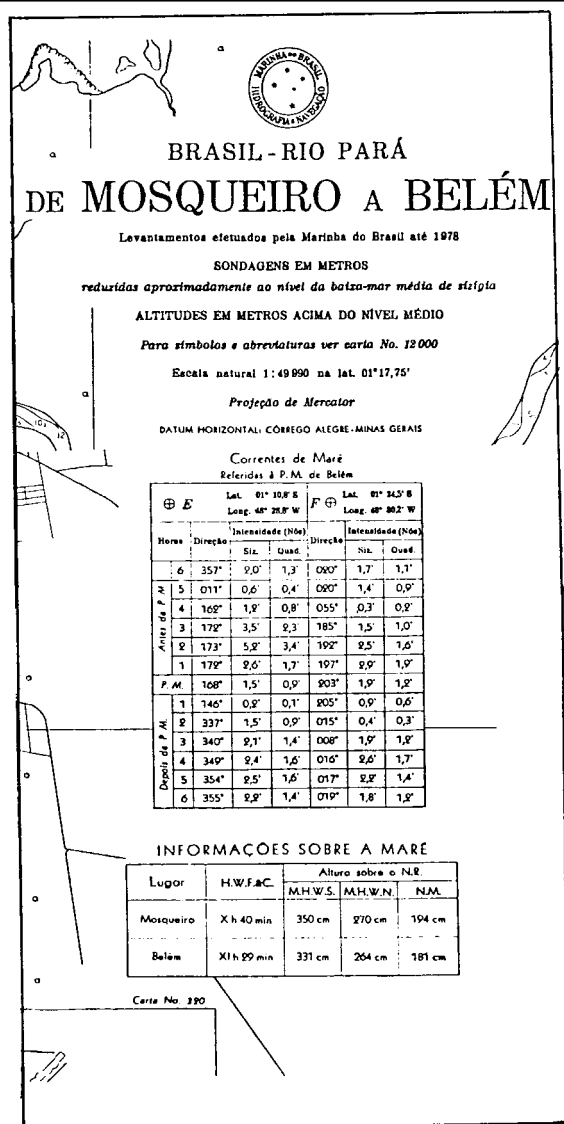 MARINHA DO BRASIL
HIDROGRAFIA E NAVEGAÇÃO
BRASIL - RIO PARÁ
DE MOSQUEIRO A BELÉM
Levantamentos efetuados pela Marinha do Brasil até 1978
SONDAGENS EM METROS
reduzidas aproximadamente ao nível da baixa-mar média de sizígia
ALTITUDES EM METROS ACIMA DO NÍVEL MÉDIO
Para símbolos e abreviaturas ver carta No. 12 000
Escala natural 1:49 990 na lat. 01°17,75'
Projeção de Mercator
DATUM HORIZONTAL: CÓRREGO ALEGRE-MINAS GERAIS
Correntes de Maré
Referidas à P. M. de Belém
⊕ E Lat. 01° 10,8' S F ⊕ Lat. 01° 24,5' S
Long. 48° W Long. 48° 30,2' W
Horas Direção Intensidade (Nós) Direção Intensidade (Nós)
Siz. Quad. Siz. Quad.
6 357° 2,0' 1,3' 020° 1,7' 1,1'
Antes da P M 5 011° 0,6' 0,4' 020° 1,4' 0,9'
4 162° 1,2' 0,8' 055° 0,3' 0,2'
3 172° 3,5' 2,3' 185° 1,5' 1,0'
2 173° 5,2' 3,4' 192° 2,5' 1,6'
1 172° 2,6' 1,7' 197° 2,9' 1,9'
P. M. 168° 1,5' 0,9' 203° 1,9' 1,2'
Depois da P M. 1 146° 0,2' 0,1' 205° 0,9' 0,6'
2 337° 1,5' 0,9' 015° 0,4' 0,3'
3 340° 2,1' 1,4' 008° 1,9' 1,2'
4 349° 2,4' 1,6' 016° 2,6' 1,7'
5 354° 2,5' 1,6' 017° 2,2' 1,4'
6 355° 2,2' 1,4' 019° 1,8' 1,2'
INFORMAÇÕES SOBRE A MARÉ
Lugar H.W.F.&C. Altura sobre o N.R.
M.H.W.S. M.H.W.N. N.M.
Mosqueiro X h 40 min 350 cm 270 cm 194 cm
Belém XI h 29 min 331 cm 264 cm 181 cm
Carta No. 320